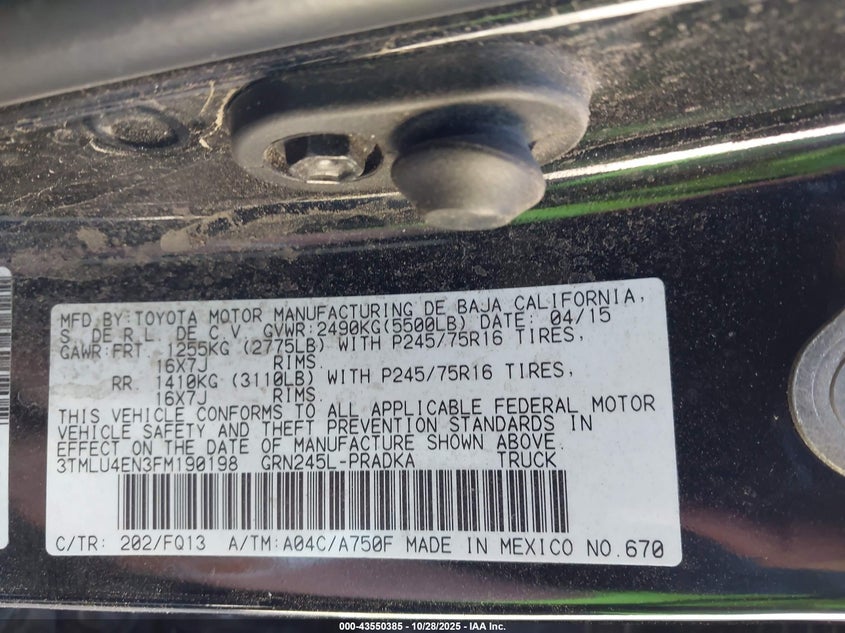 MFD BY:TOYOTA MOTOR MANUFACTURING DE BAJA CALIFORNIA,
S. DE R.L. DE C.V. GVWR:2490KG(5500LB) DATE: 04/15
GAWR:FRT. 1255KG (2775LB) WITH P245/75R16 TIRES,
16X7J RIMS.
RR. 1410KG (3110LB) WITH P245/75R16 TIRES,
16X7J RIMS.
THIS VEHICLE CONFORMS TO ALL APPLICABLE FEDERAL MOTOR
VEHICLE SAFETY AND THEFT PREVENTION STANDARDS IN
EFFECT ON THE DATE OF MANUFACTURE SHOWN ABOVE.
3TMLU4EN3FM190198 GRN245L-PRADKA TRUCK
C/TR: 202/FQ13 A/TM:A04C/A750F MADE IN MEXICO NO.670
000-43550385 - 10/28/2025 - IAA Inc.